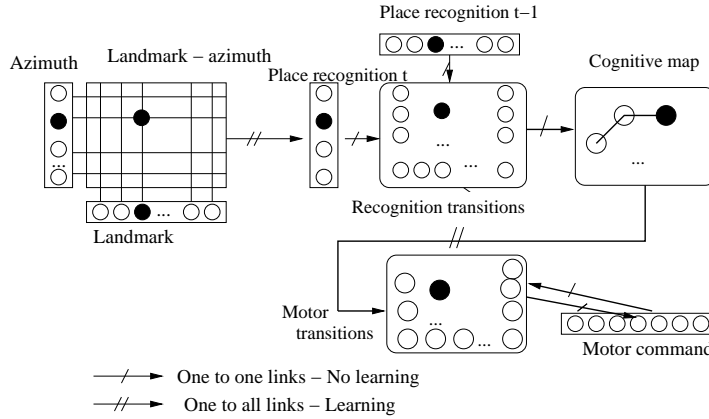 Place recognition t−1
Azimuth
Landmark − azimuth
Place recognition t
Cognitive map
...
...
...
...
...
...
...
Recognition transitions
Landmark
Motor
transitions
...
...
Motor command
One to one links − No learning
One to all links − Learning